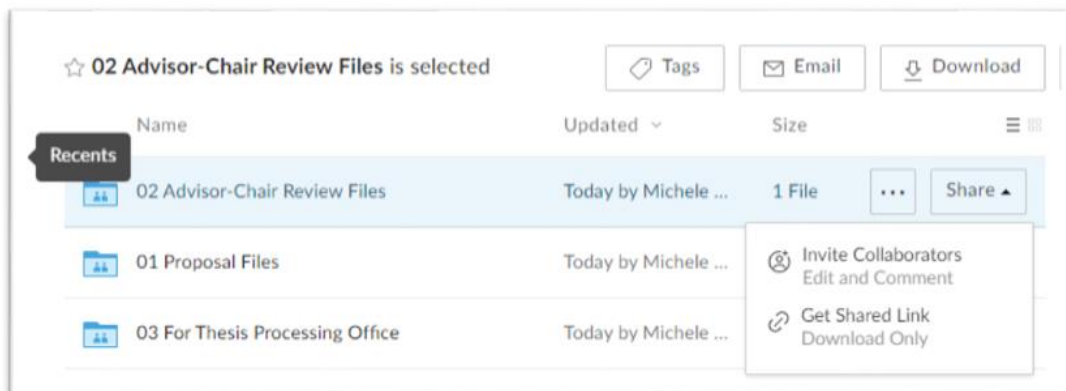 02 Advisor-Chair Review Files is selected
Tags
Email
Download
Name
Updated
Size
Recents
02 Advisor-Chair Review Files
Today by Michele ...
1 File
...
Share
01 Proposal Files
Today by Michele ...
Invite Collaborators
Edit and Comment
03 For Thesis Processing Office
Today by Michele ...
Get Shared Link
Download Only